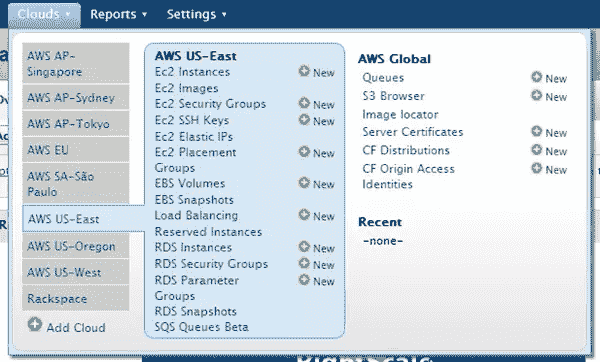 Clouds Reports Settings
AWS AP-
Singapore
AWS AP-Sydney
AWS AP-Tokyo
AWS EU
AWS SA-São
Paulo
AWS US-East
AWS US-Oregon
AWS US-West
Rackspace
Add Cloud
AWS US-East
Ec2 Instances New
Ec2 Images
Ec2 Security Groups New
Ec2 SSH Keys New
Ec2 Elastic IPs
Ec2 Placement New
Groups
EBS Volumes New
EBS Snapshots
Load Balancing New
Reserved Instances
RDS Instances New
RDS Security Groups New
RDS Parameter New
Groups
RDS Snapshots
SQS Queues Beta
AWS Global
Queues New
S3 Browser New
Image locator
Server Certificates New
CF Distributions New
CF Origin Access New
Identities
Recent
-none-